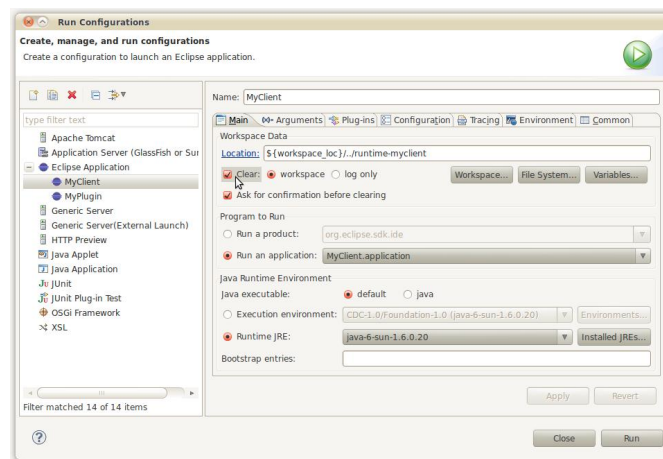 Run Configurations
Create, manage, and run configurations
Create a configuration to launch an Eclipse application.
type filter text
Apache Tomcat
Application Server (GlassFish or Sur
Eclipse Application
MyClient
MyPlugin
Generic Server
Generic Server(External Launch)
HTTP Preview
Java Applet
Java Application
JUnit
JUnit Plug-in Test
OSGi Framework
XSL
Filter matched 14 of 14 items
Name: MyClient
Main Arguments Plug-ins Configuration Tracing Environment Common
Workspace Data
Location: ${workspace_loc}/../runtime-myclient
Clear: workspace log only Workspace... File System... Variables...
Ask for confirmation before clearing
Program to Run
Run a product: org.eclipse.sdk.ide
Run an application: MyClient.application
Java Runtime Environment
Java executable: default java
Execution environment: CDC-1.0/Foundation-1.0 (java-6-sun-1.6.0.20) Environments...
Runtime JRE: java-6-sun-1.6.0.20 Installed JREs...
Bootstrap entries:
Apply Revert
Close Run